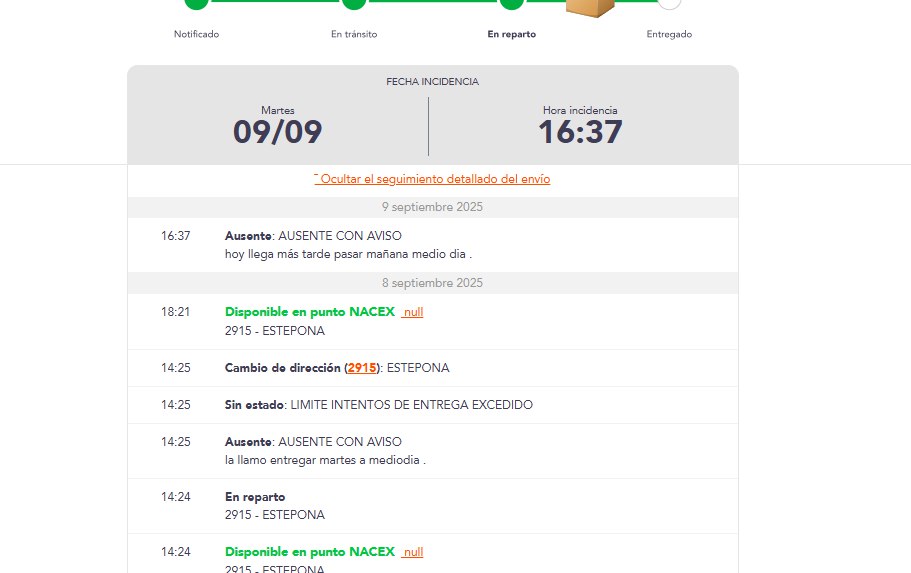 Notificado
En tránsito
En reparto
Entregado
FECHA INCIDENCIA
Martes
09/09
Hora incidencia
16:37
ˉ Ocultar el seguimiento detallado del envío
9 septiembre 2025
16:37 Ausente: AUSENTE CON AVISO
hoy llega más tarde pasar mañana medio dia .
8 septiembre 2025
18:21 Disponible en punto NACEX null
2915 - ESTEPONA
14:25 Cambio de dirección (2915): ESTEPONA
14:25 Sin estado: LIMITE INTENTOS DE ENTREGA EXCEDIDO
14:25 Ausente: AUSENTE CON AVISO
la llamo entregar martes a mediodia .
14:24 En reparto
2915 - ESTEPONA
14:24 Disponible en punto NACEX null
2915 - ESTEPONA